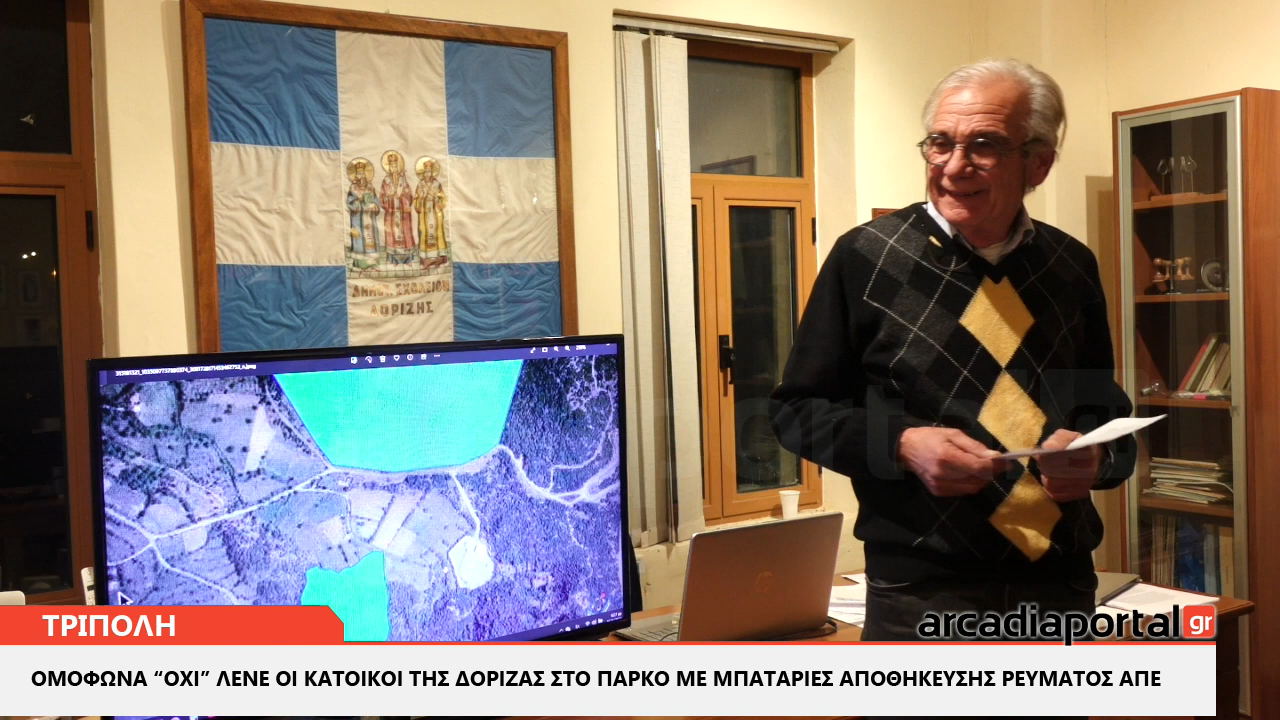 ΔΗΜΟΤ. ΣΧΟΛΕΙΟΝ
ΔΟΡΙΖΗΣ
ΤΡΙΠΟΛΗ
arcadiaportal gr
ΟΜΟΦΩΝΑ “ΟΧΙ” ΛΕΝΕ ΟΙ ΚΑΤΟΙΚΟΙ ΤΗΣ ΔΟΡΙΖΑΣ ΣΤΟ ΠΑΡΚΟ ΜΕ ΜΠΑΤΑΡΙΕΣ ΑΠΟΘΗΚΕΥΣΗΣ ΡΕΥΜΑΤΟΣ ΑΠΕ